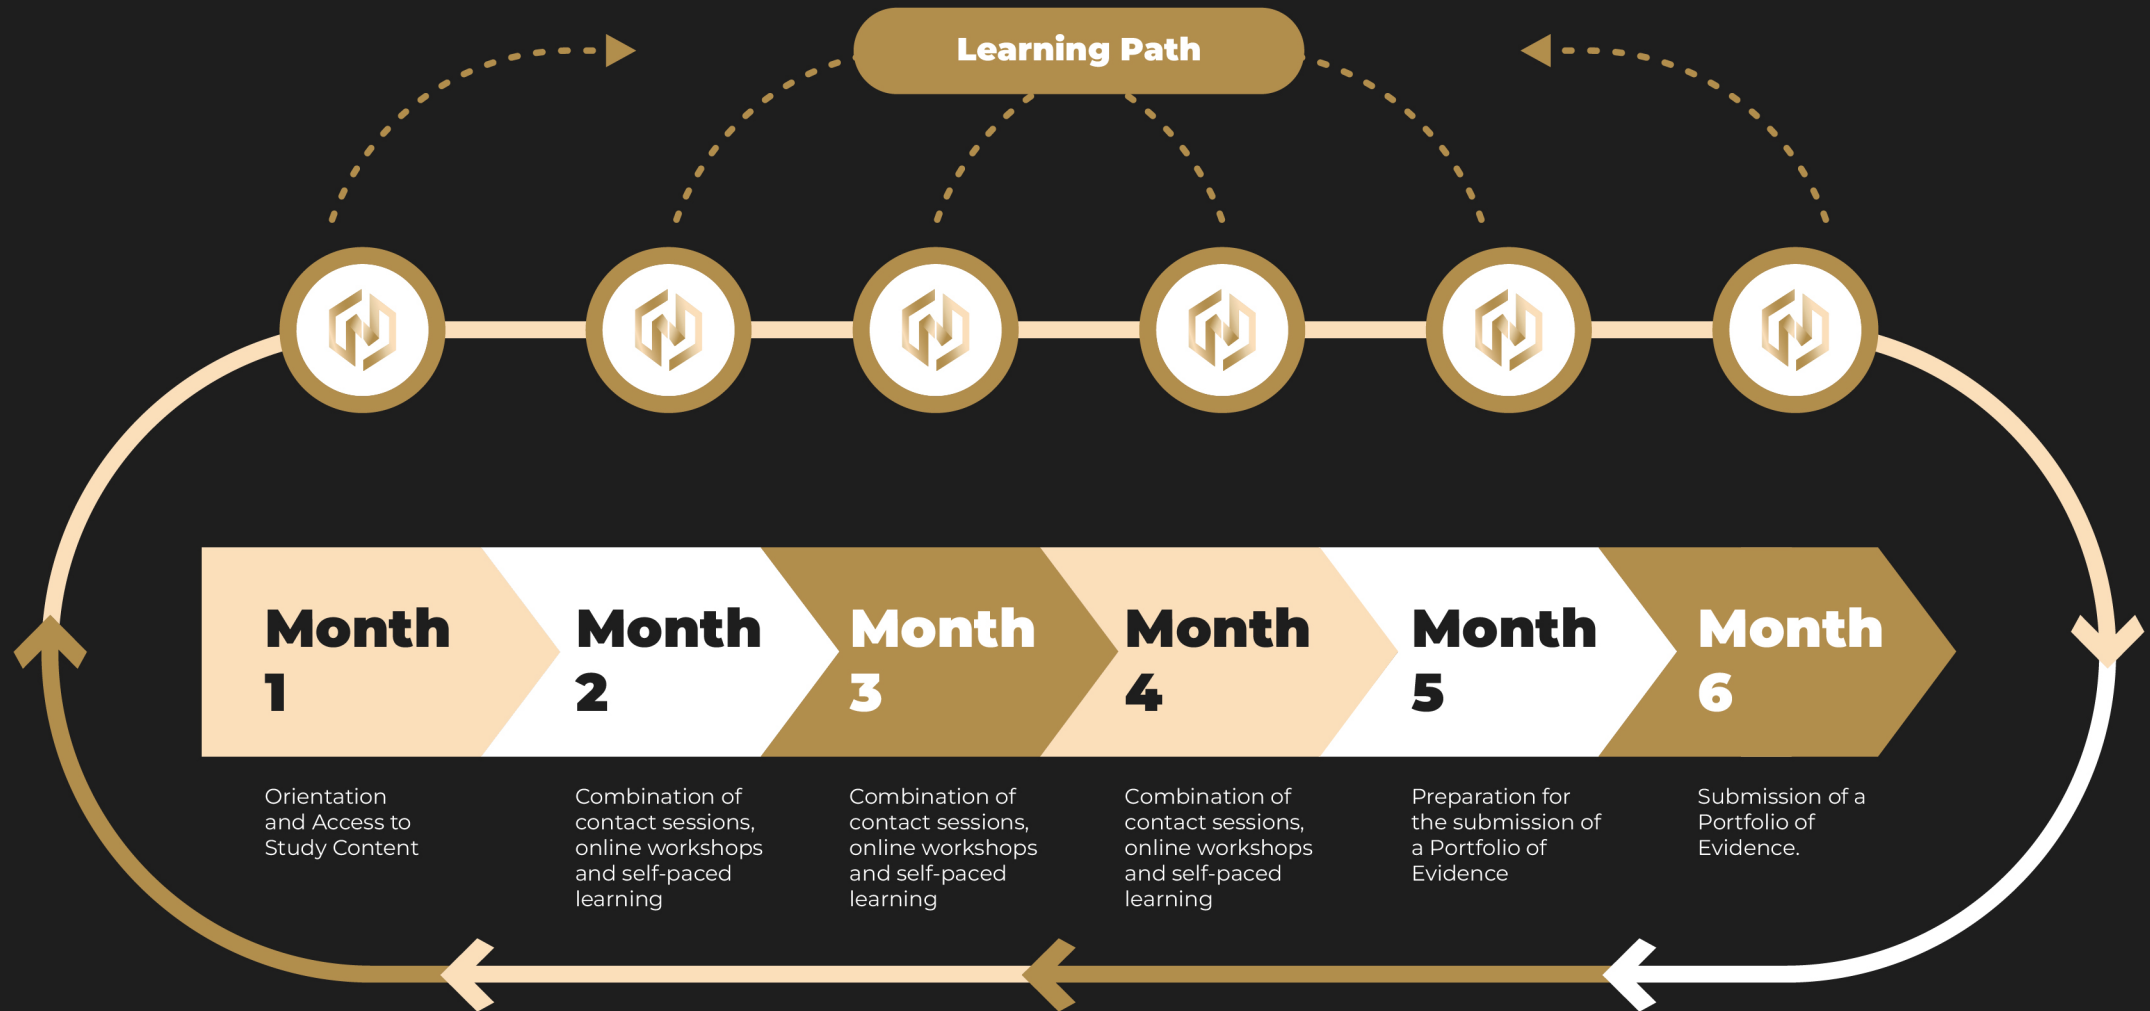 Learning Path
Month
1
Month
2
Month
3
Month
4
Month
5
Month
6
Orientation
and Access to
Study Content
Combination of
contact sessions,
online workshops
and self-paced
learning
Combination of
contact sessions,
online workshops
and self-paced
learning
Combination of
contact sessions,
online workshops
and self-paced
learning
Preparation for
the submission of
a Portfolio of
Evidence
Submission of a
Portfolio of
Evidence.